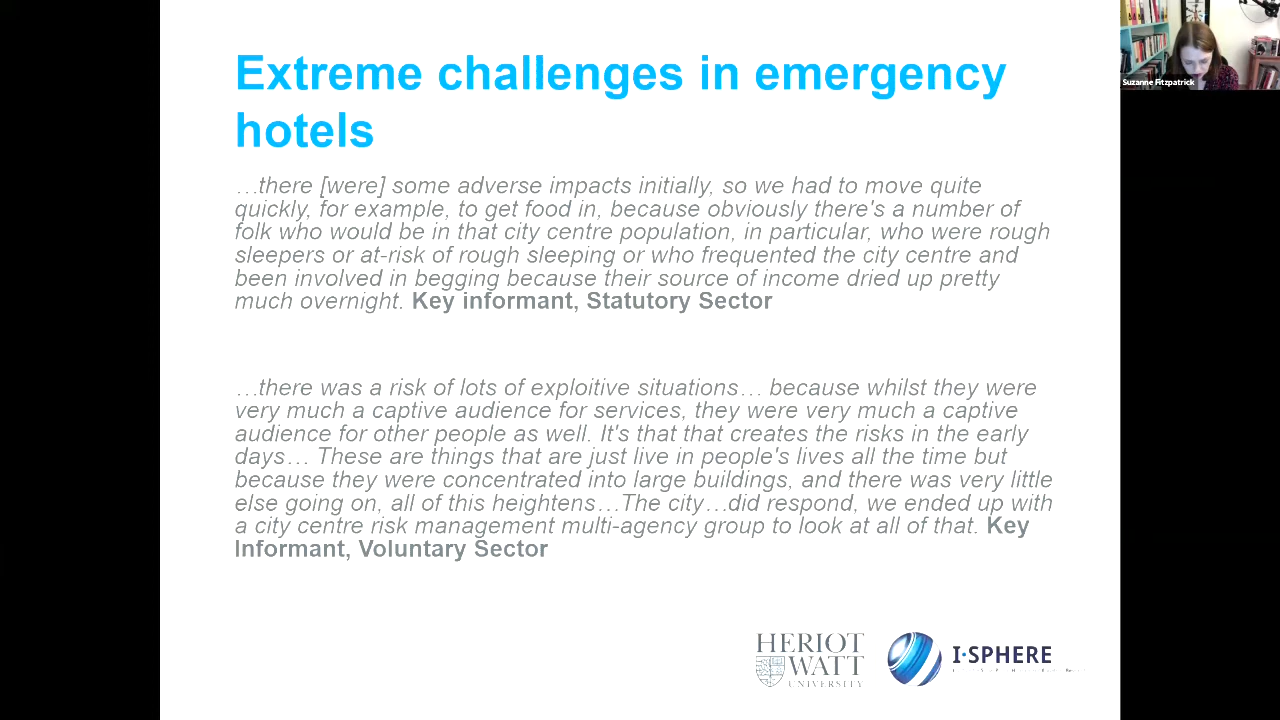 Extreme challenges in emergency
hotels
Suzanne Fitzpatrick
…there [were] some adverse impacts initially, so we had to move quite
quickly, for example, to get food in, because obviously there's a number of
folk who would be in that city centre population, in particular, who were rough
sleepers or at-risk of rough sleeping or who frequented the city centre and
been involved in begging because their source of income dried up pretty
much overnight. Key informant, Statutory Sector
…there was a risk of lots of exploitive situations… because whilst they were
very much a captive audience for services, they were very much a captive
audience for other people as well. It's that that creates the risks in the early
days… These are things that are just live in people's lives all the time but
because they were concentrated into large buildings, and there was very little
else going on, all of this heightens…The city…did respond, we ended up with
a city centre risk management multi-agency group to look at all of that. Key
Informant, Voluntary Sector
HERIOT
WATT
UNIVERSITY
I·SPHERE